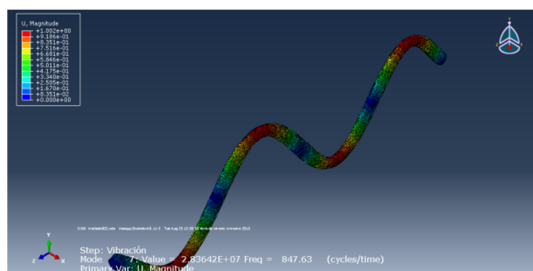 U, Magnitude
+1.002e+00
+9.186e-01
+8.351e-01
+7.516e-01
+6.681e-01
+5.846e-01
+5.011e-01
+4.175e-01
+3.340e-01
+2.505e-01
+1.670e-01
+8.351e-02
+0.000e+00
Y
Z X
Step: Vibración
Mode 7: Value = 2.83642E+07 Freq = 847.63 (cycles/time)
Primary Var: U, Magnitude